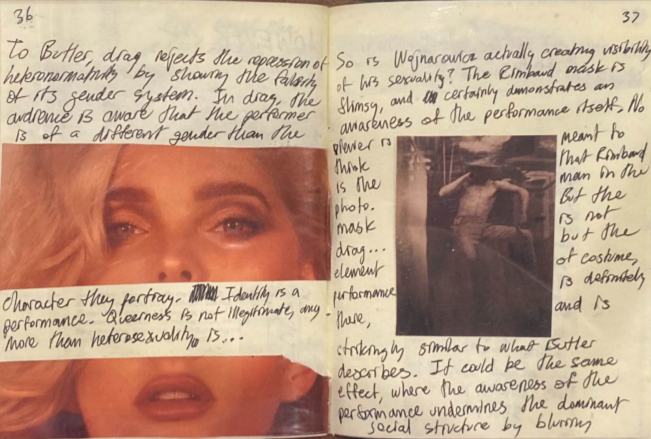 36
To Butler, drag rejects the repression of
heteronormativity by showing the falsity
of its gender system. In drag, the
audience is aware that the performer
is of a different gender than the
character they portray. Identity is a
performance. Queerness is not illegitimate, any-
more than heterosexuality is...
37
So is Wojnarowicz actually creating visibility
of his sexuality? The Rimbaud mask is
flimsy, and certainly demonstrates an
awareness of the performance itself. No
viewer is meant to
think that Rimbaud
is the man in the
photo. But the
mask is not
drag... but the
element of costume,
performance is definitely
there, and is
strikingly similar to what Butler
describes. It could be the same
effect, where the awareness of the
performance undermines the dominant
social structure by blurring